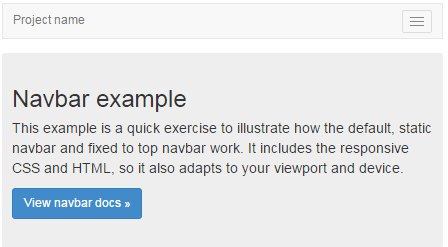 Project name
Navbar example
This example is a quick exercise to illustrate how the default, static
navbar and fixed to top navbar work. It includes the responsive
CSS and HTML, so it also adapts to your viewport and device.
View navbar docs »